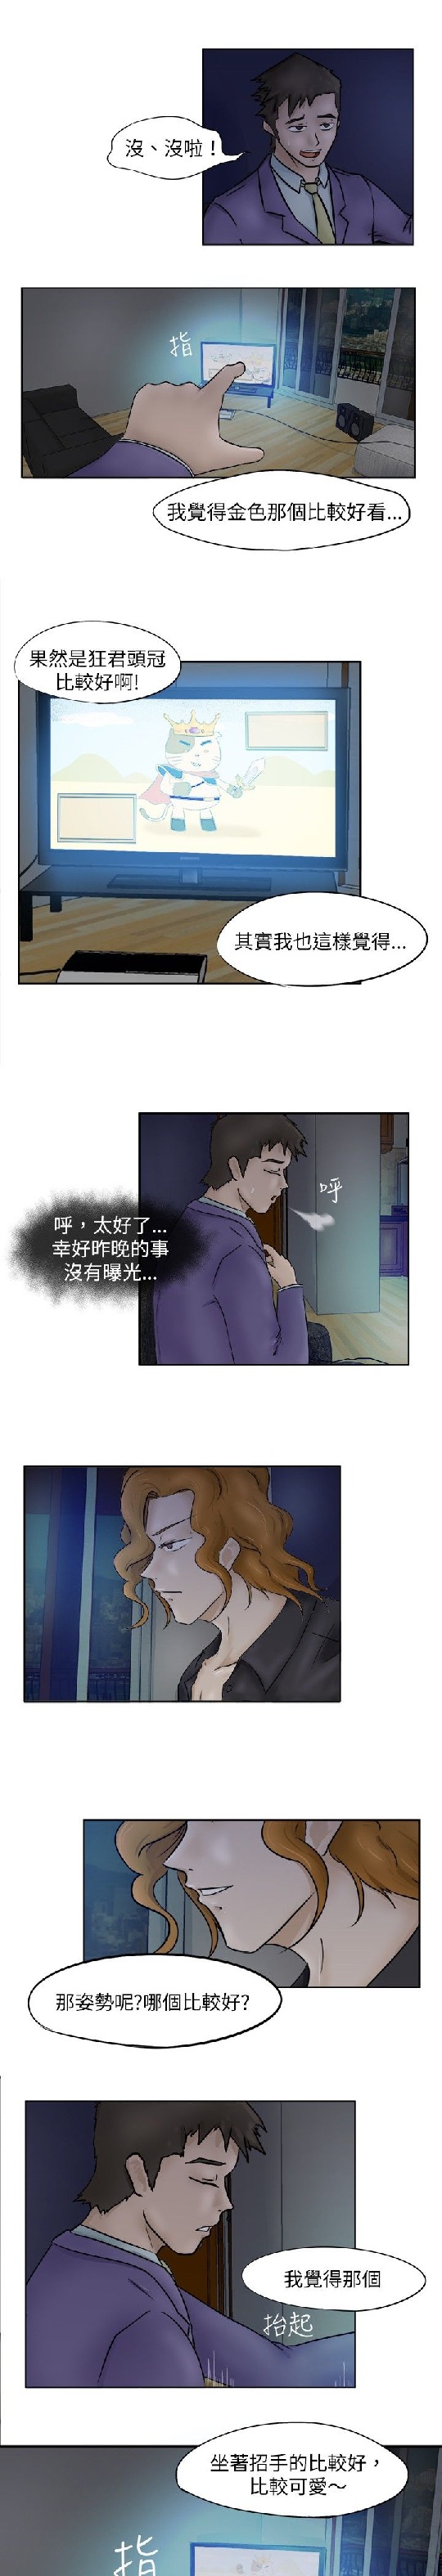 沒、沒啦！
指
我覺得金色那個比較好看...
果然是狂君頭冠
比較好啊!
其實我也這樣覺得...
呼
呼，太好了...
幸好昨晚的事
沒有曝光...
那姿勢呢?哪個比較好?
我覺得那個
抬起
坐著招手的比較好，
比較可愛～
指